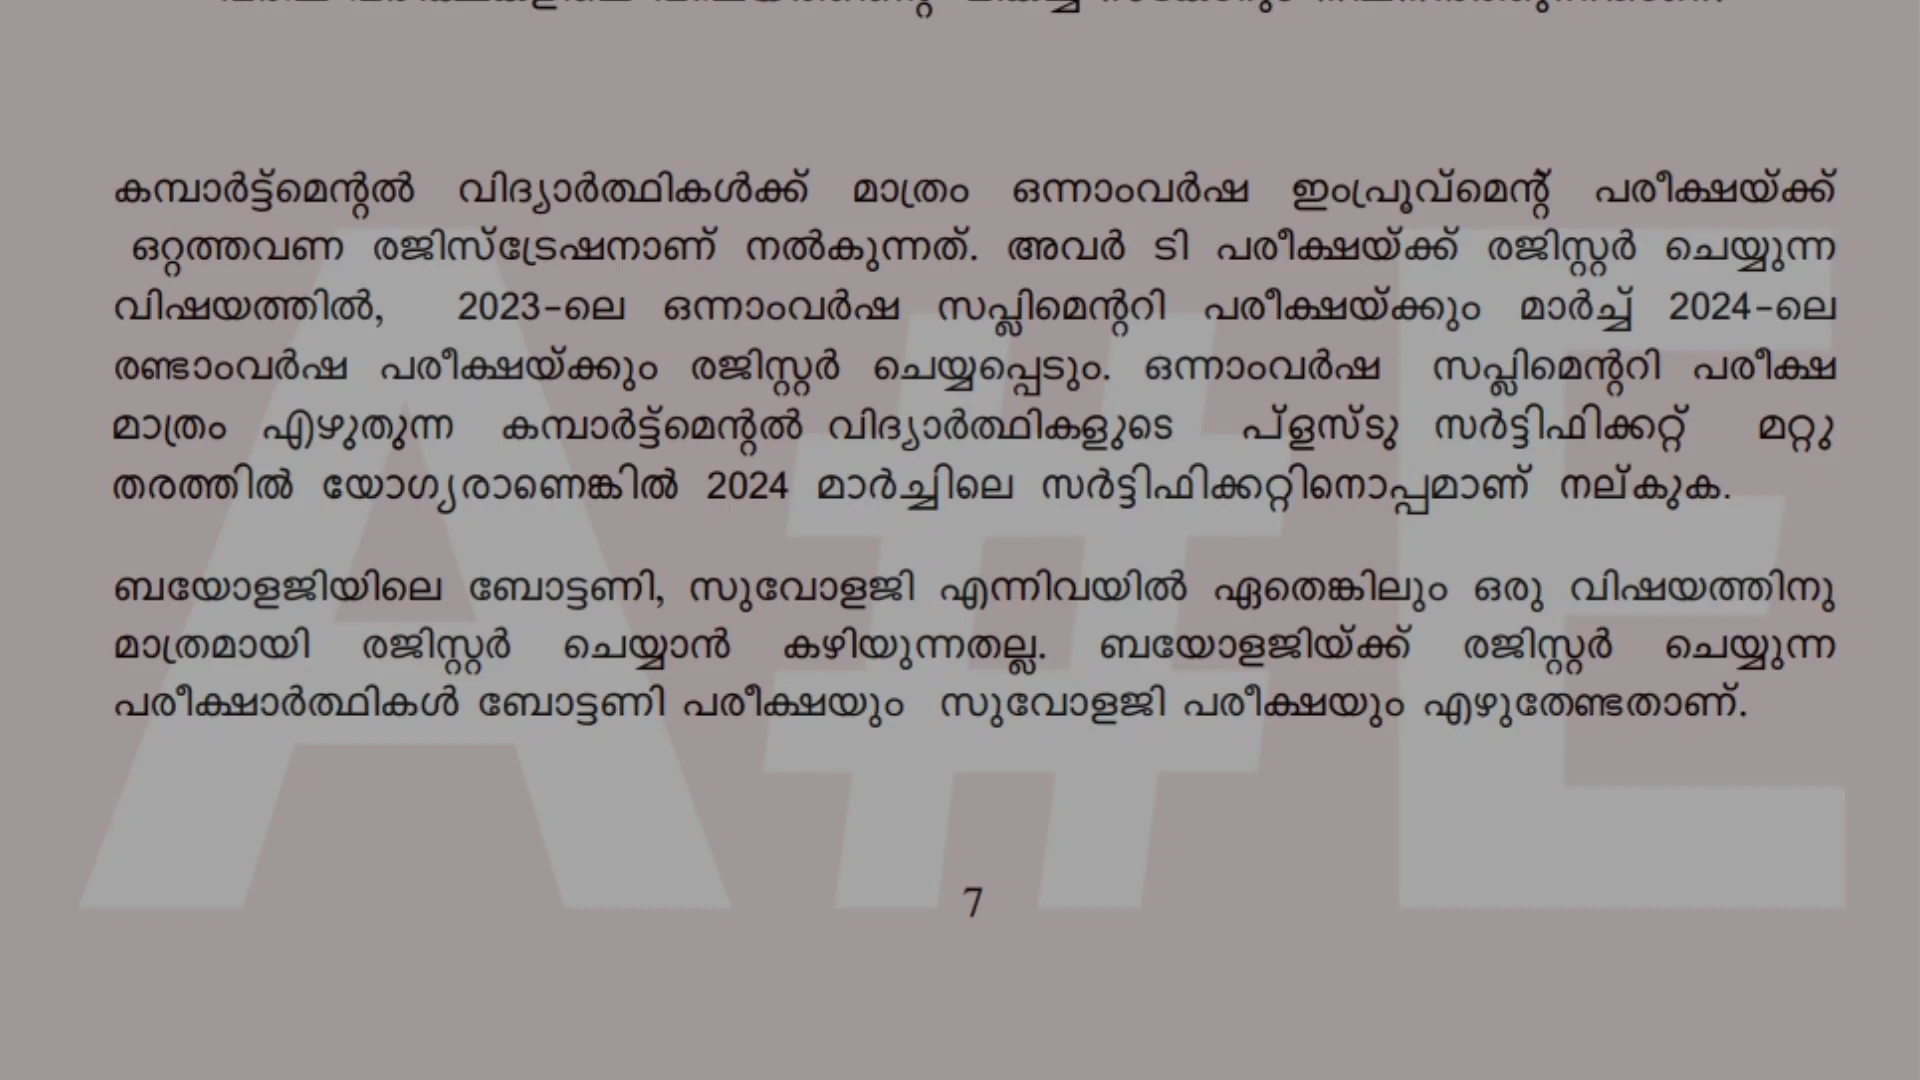 കമ്പാർട്ട്മെന്റൽ വിദ്യാർത്ഥികൾക്ക് മാത്രം ഒന്നാംവർഷ ഇംപ്രൂവ്മെന്റ് പരീക്ഷയ്ക്ക്
ഒറ്റത്തവണ രജിസ്ട്രേഷനാണ് നൽകുന്നത്. അവർ ടി പരീക്ഷയ്ക്ക് രജിസ്റ്റർ ചെയ്യുന്ന
വിഷയത്തിൽ, 2023-ലെ ഒന്നാംവർഷ സപ്ലിമെന്ററി പരീക്ഷയ്ക്കും മാർച്ച് 2024-ലെ
രണ്ടാംവർഷ പരീക്ഷയ്ക്കും രജിസ്റ്റർ ചെയ്യപ്പെടും. ഒന്നാംവർഷ സപ്ലിമെന്ററി പരീക്ഷ
മാത്രം എഴുതുന്ന കമ്പാർട്ട്മെന്റൽ വിദ്യാർത്ഥികളുടെ പ്ളസ്ടു സർട്ടിഫിക്കറ്റ് മറ്റു
തരത്തിൽ യോഗ്യരാണെങ്കിൽ 2024 മാർച്ചിലെ സർട്ടിഫിക്കറ്റിനൊപ്പമാണ് നല്കുക.
ബയോളജിയിലെ ബോട്ടണി, സുവോളജി എന്നിവയിൽ ഏതെങ്കിലും ഒരു വിഷയത്തിനു
മാത്രമായി രജിസ്റ്റർ ചെയ്യാൻ കഴിയുന്നതല്ല. ബയോളജിയ്ക്ക് രജിസ്റ്റർ ചെയ്യുന്ന
പരീക്ഷാർത്ഥികൾ ബോട്ടണി പരീക്ഷയും സുവോളജി പരീക്ഷയും എഴുതേണ്ടതാണ്.
A#E
7